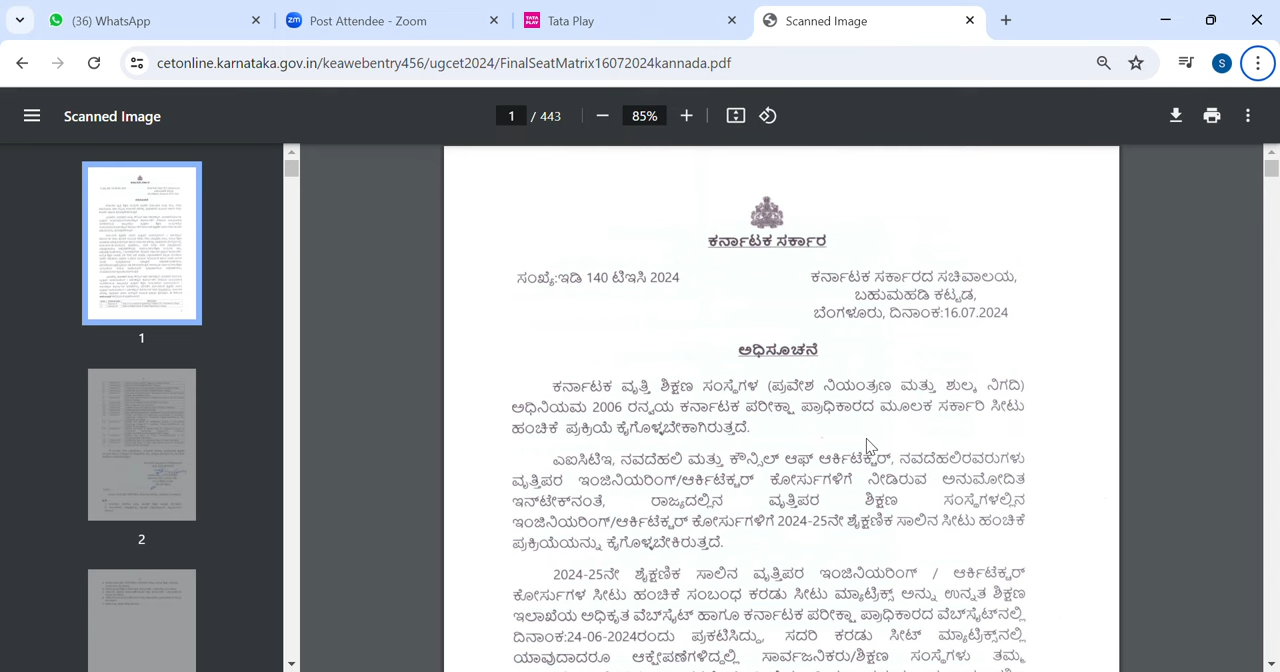 (36) WhatsApp
Post Attendee - Zoom
Tata Play
Scanned Image
cetonline.karnataka.gov.in/keawebentry456/ugcet2024/FinalSeatMatrix16072024kannada.pdf
S
Scanned Image
1 / 443
85%
1
2
ಕರ್ನಾಟಕ ಸರ್ಕಾರ
ಸಂಖ್ಯೆ:ಇಡಿ 140 ಟಿಇಸಿ 2024
ಕರ್ನಾಟಕ ಸರ್ಕಾರದ ಸಚಿವಾಲಯ,
ಬಹುಮಹಡಿ ಕಟ್ಟಡ,
ಬೆಂಗಳೂರು, ದಿನಾಂಕ:16.07.2024
ಅಧಿಸೂಚನೆ
ಕರ್ನಾಟಕ ವೃತ್ತಿ ಶಿಕ್ಷಣ ಸಂಸ್ಥೆಗಳ (ಪ್ರವೇಶ ನಿಯಂತ್ರಣ ಮತ್ತು ಶುಲ್ಕ ನಿಗದಿ)
ಅಧಿನಿಯಮ 2006 ರನ್ವಯ ಕರ್ನಾಟಕ ಪರೀಕ್ಷಾ ಪ್ರಾಧಿಕಾರದ ಮೂಲಕ ಸರ್ಕಾರಿ ಸೀಟು
ಹಂಚಿಕೆ ಪ್ರಕ್ರಿಯೆ ಕೈಗೊಳ್ಳಬೇಕಾಗಿರುತ್ತದೆ.
ಎಐಸಿಟಿಇ, ನವದೆಹಲಿ ಮತ್ತು ಕೌನ್ಸಿಲ್ ಆಫ್ ಆರ್ಕಿಟೆಕ್ಚರ್, ನವದೆಹಲಿರವರುಗಳು
ವೃತ್ತಿಪರ ಇಂಜಿನಿಯರಿಂಗ್/ಆರ್ಕಿಟೆಕ್ಚರ್ ಕೋರ್ಸುಗಳಿಗೆ ನೀಡಿರುವ ಅನುಮೋದಿತ
ಇನ್‌ಟೇಕ್‌ನಂತೆ, ರಾಜ್ಯದಲ್ಲಿನ ವೃತ್ತಿಪರ ಶಿಕ್ಷಣ ಸಂಸ್ಥೆಗಳಲ್ಲಿನ
ಇಂಜಿನಿಯರಿಂಗ್/ಆರ್ಕಿಟೆಕ್ಚರ್ ಕೋರ್ಸುಗಳಿಗೆ 2024-25ನೇ ಶೈಕ್ಷಣಿಕ ಸಾಲಿನ ಸೀಟು ಹಂಚಿಕೆ
ಪ್ರಕ್ರಿಯೆಯನ್ನು ಕೈಗೊಳ್ಳಬೇಕಿರುತ್ತದೆ.
2024-25ನೇ ಶೈಕ್ಷಣಿಕ ಸಾಲಿನ ವೃತ್ತಿಪರ ಇಂಜಿನಿಯರಿಂಗ್ / ಆರ್ಕಿಟೆಕ್ಚರ್
ಕೋರ್ಸುಗಳ ಸೀಟು ಹಂಚಿಕೆ ಸಂಬಂಧ ಕರಡು ಸೀಟು ಮ್ಯಾಟ್ರಿಕ್ಸ್ ಅನ್ನು ಉನ್ನತ ಶಿಕ್ಷಣ
ಇಲಾಖೆಯ ಅಧಿಕೃತ ವೆಬ್‌ಸೈಟ್ ಹಾಗೂ ಕರ್ನಾಟಕ ಪರೀಕ್ಷಾ ಪ್ರಾಧಿಕಾರದ ವೆಬ್‌ಸೈಟ್‌ನಲ್ಲಿ
ದಿನಾಂಕ:24-06-2024ರಂದು ಪ್ರಕಟಿಸಿದ್ದು, ಸದರಿ ಕರಡು ಸೀಟ್ ಮ್ಯಾಟ್ರಿಕ್ಸ್‌ನಲ್ಲಿ
ಯಾವುದಾದರೂ ಆಕ್ಷೇಪಣೆಗಳಿದ್ದಲ್ಲಿ ಸಾರ್ವಜನಿಕರು/ಶಿಕ್ಷಣ ಸಂಸ್ಥೆಗಳು ತಮ್ಮ